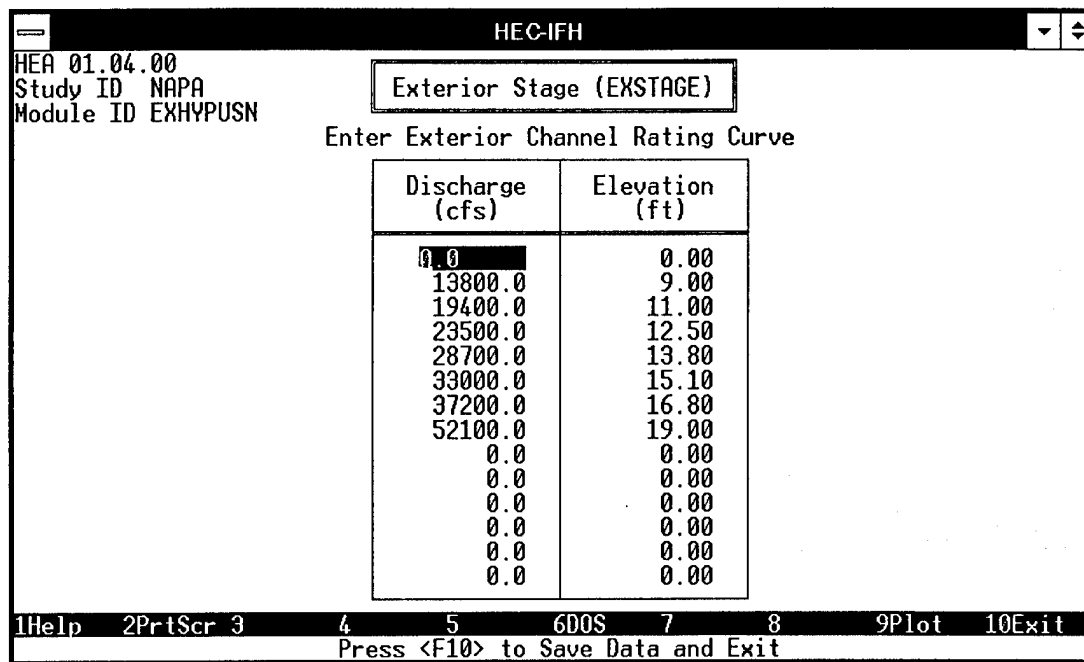 HEC-IFH
HEA 01.04.00
Study ID NAPA
Module ID EXHYPUSN
Exterior Stage (EXSTAGE)
Enter Exterior Channel Rating Curve
Discharge Elevation
(cfs) (ft)
0.0 0.00
13800.0 9.00
19400.0 11.00
23500.0 12.50
28700.0 13.80
33000.0 15.10
37200.0 16.80
52100.0 19.00
0.0 0.00
0.0 0.00
0.0 0.00
0.0 0.00
0.0 0.00
0.0 0.00
1Help 2PrtScr 3 4 5 6DOS 7 8 9Plot 10Exit
Press <F10> to Save Data and Exit